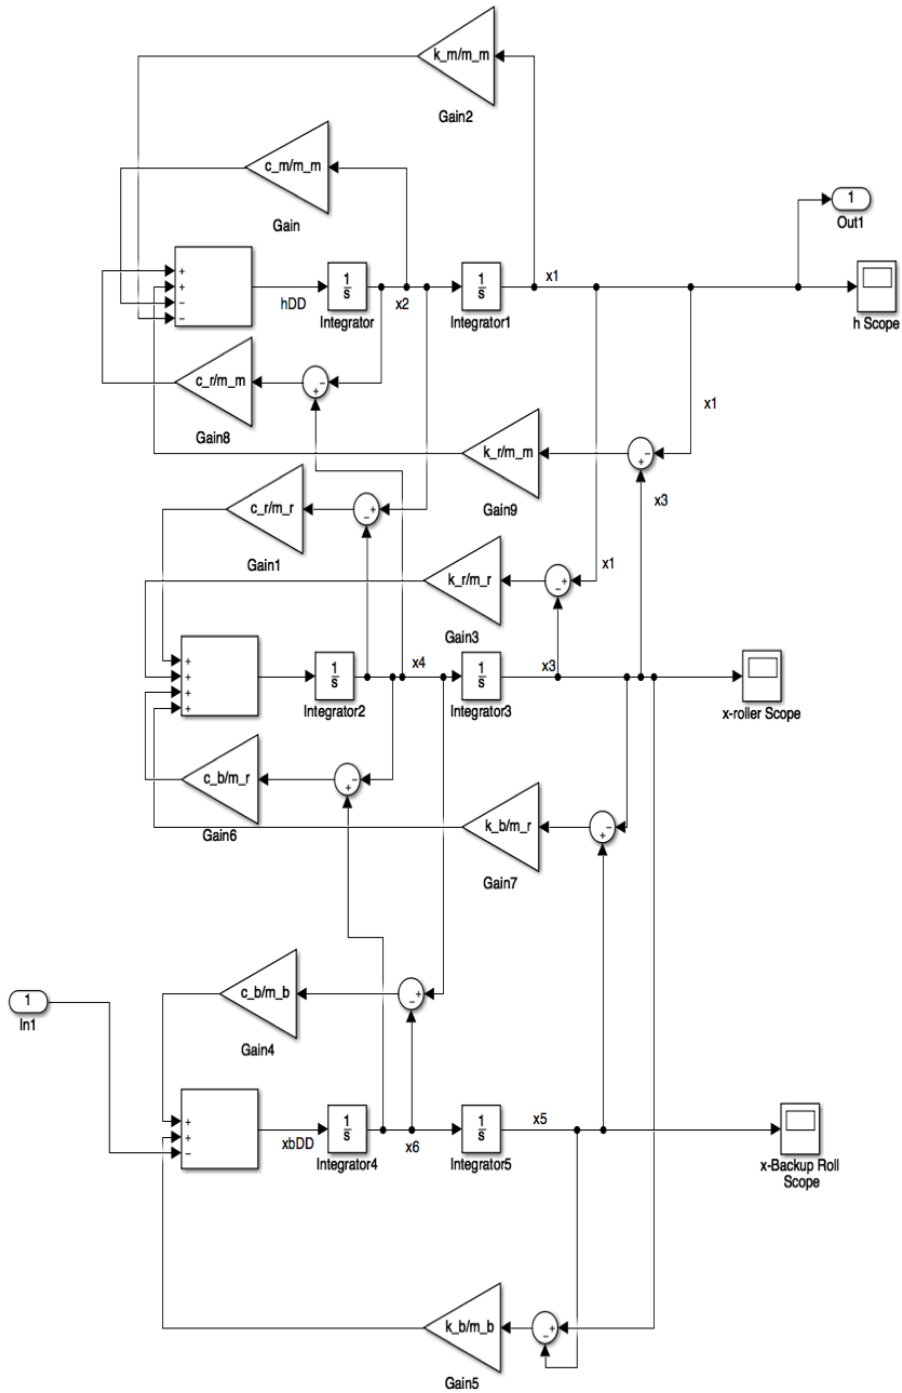 k_m/m_m
Gain2
c_m/m_m
Gain
1
Out1
+
+
−
−
hDD
1
s
Integrator
x2
1
s
Integrator1
x1
h Scope
c_r/m_m
Gain8
−
+
x1
k_r/m_m
Gain9
−
+
x3
c_r/m_r
Gain1
+
−
k_r/m_r
Gain3
+
−
x1
+
+
+
+
1
s
Integrator2
x4
1
s
Integrator3
x3
x-roller Scope
c_b/m_r
Gain6
−
+
k_b/m_r
Gain7
−
+
1
In1
c_b/m_b
Gain4
+
−
+
+
−
xbDD
1
s
Integrator4
x6
1
s
Integrator5
x5
x-Backup Roll
Scope
k_b/m_b
Gain5
+
−